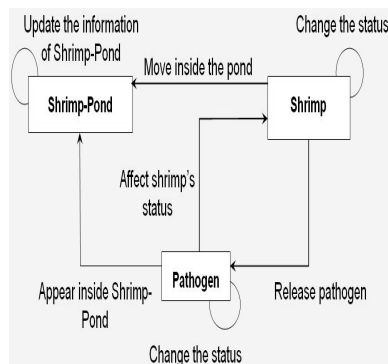 Update the information
of Shrimp-Pond
Change the status
Move inside the pond
Shrimp-Pond
Shrimp
Affect shrimp's
status
Pathogen
Appear inside Shrimp-
Pond
Release pathogen
Change the status